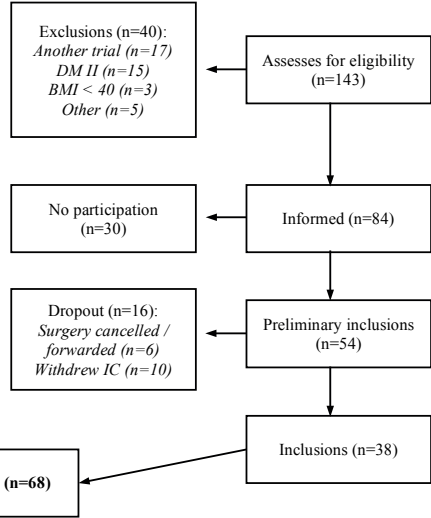 Exclusions (n=40):
Another trial (n=17)
DM II (n=15)
BMI < 40 (n=3)
Other (n=5)
Assesses for eligibility
(n=143)
No participation
(n=30)
Informed (n=84)
Dropout (n=16):
Surgery cancelled /
forwarded (n=6)
Withdrew IC (n=10)
Preliminary inclusions
(n=54)
Inclusions (n=38)
(n=68)